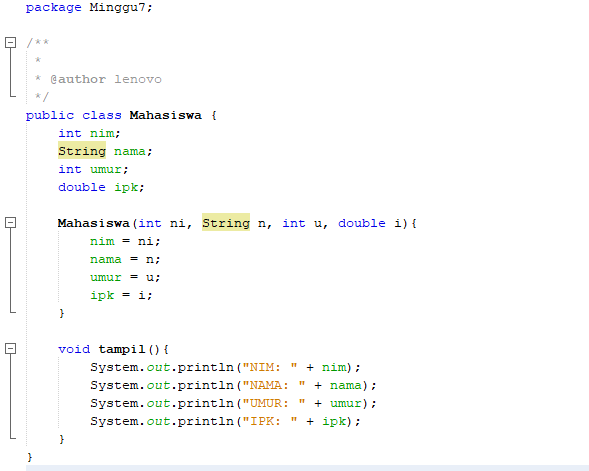 package Minggu7;
/**
 *
 * @author lenovo
 */
public class Mahasiswa {
    int nim;
    String nama;
    int umur;
    double ipk;
    Mahasiswa(int ni, String n, int u, double i){
        nim = ni;
        nama = n;
        umur = u;
        ipk = i;
    }
    void tampil(){
        System.out.println("NIM: " + nim);
        System.out.println("NAMA: " + nama);
        System.out.println("UMUR: " + umur);
        System.out.println("IPK: " + ipk);
    }
}